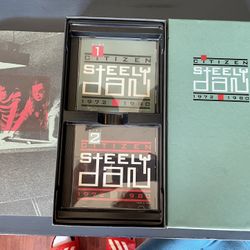 1
CITIZEN
STEELY
dan
1972 1980
2
CITIZEN
STEELY
dan
1972 1980
CITIZEN
STEELY
dan
1972 1980